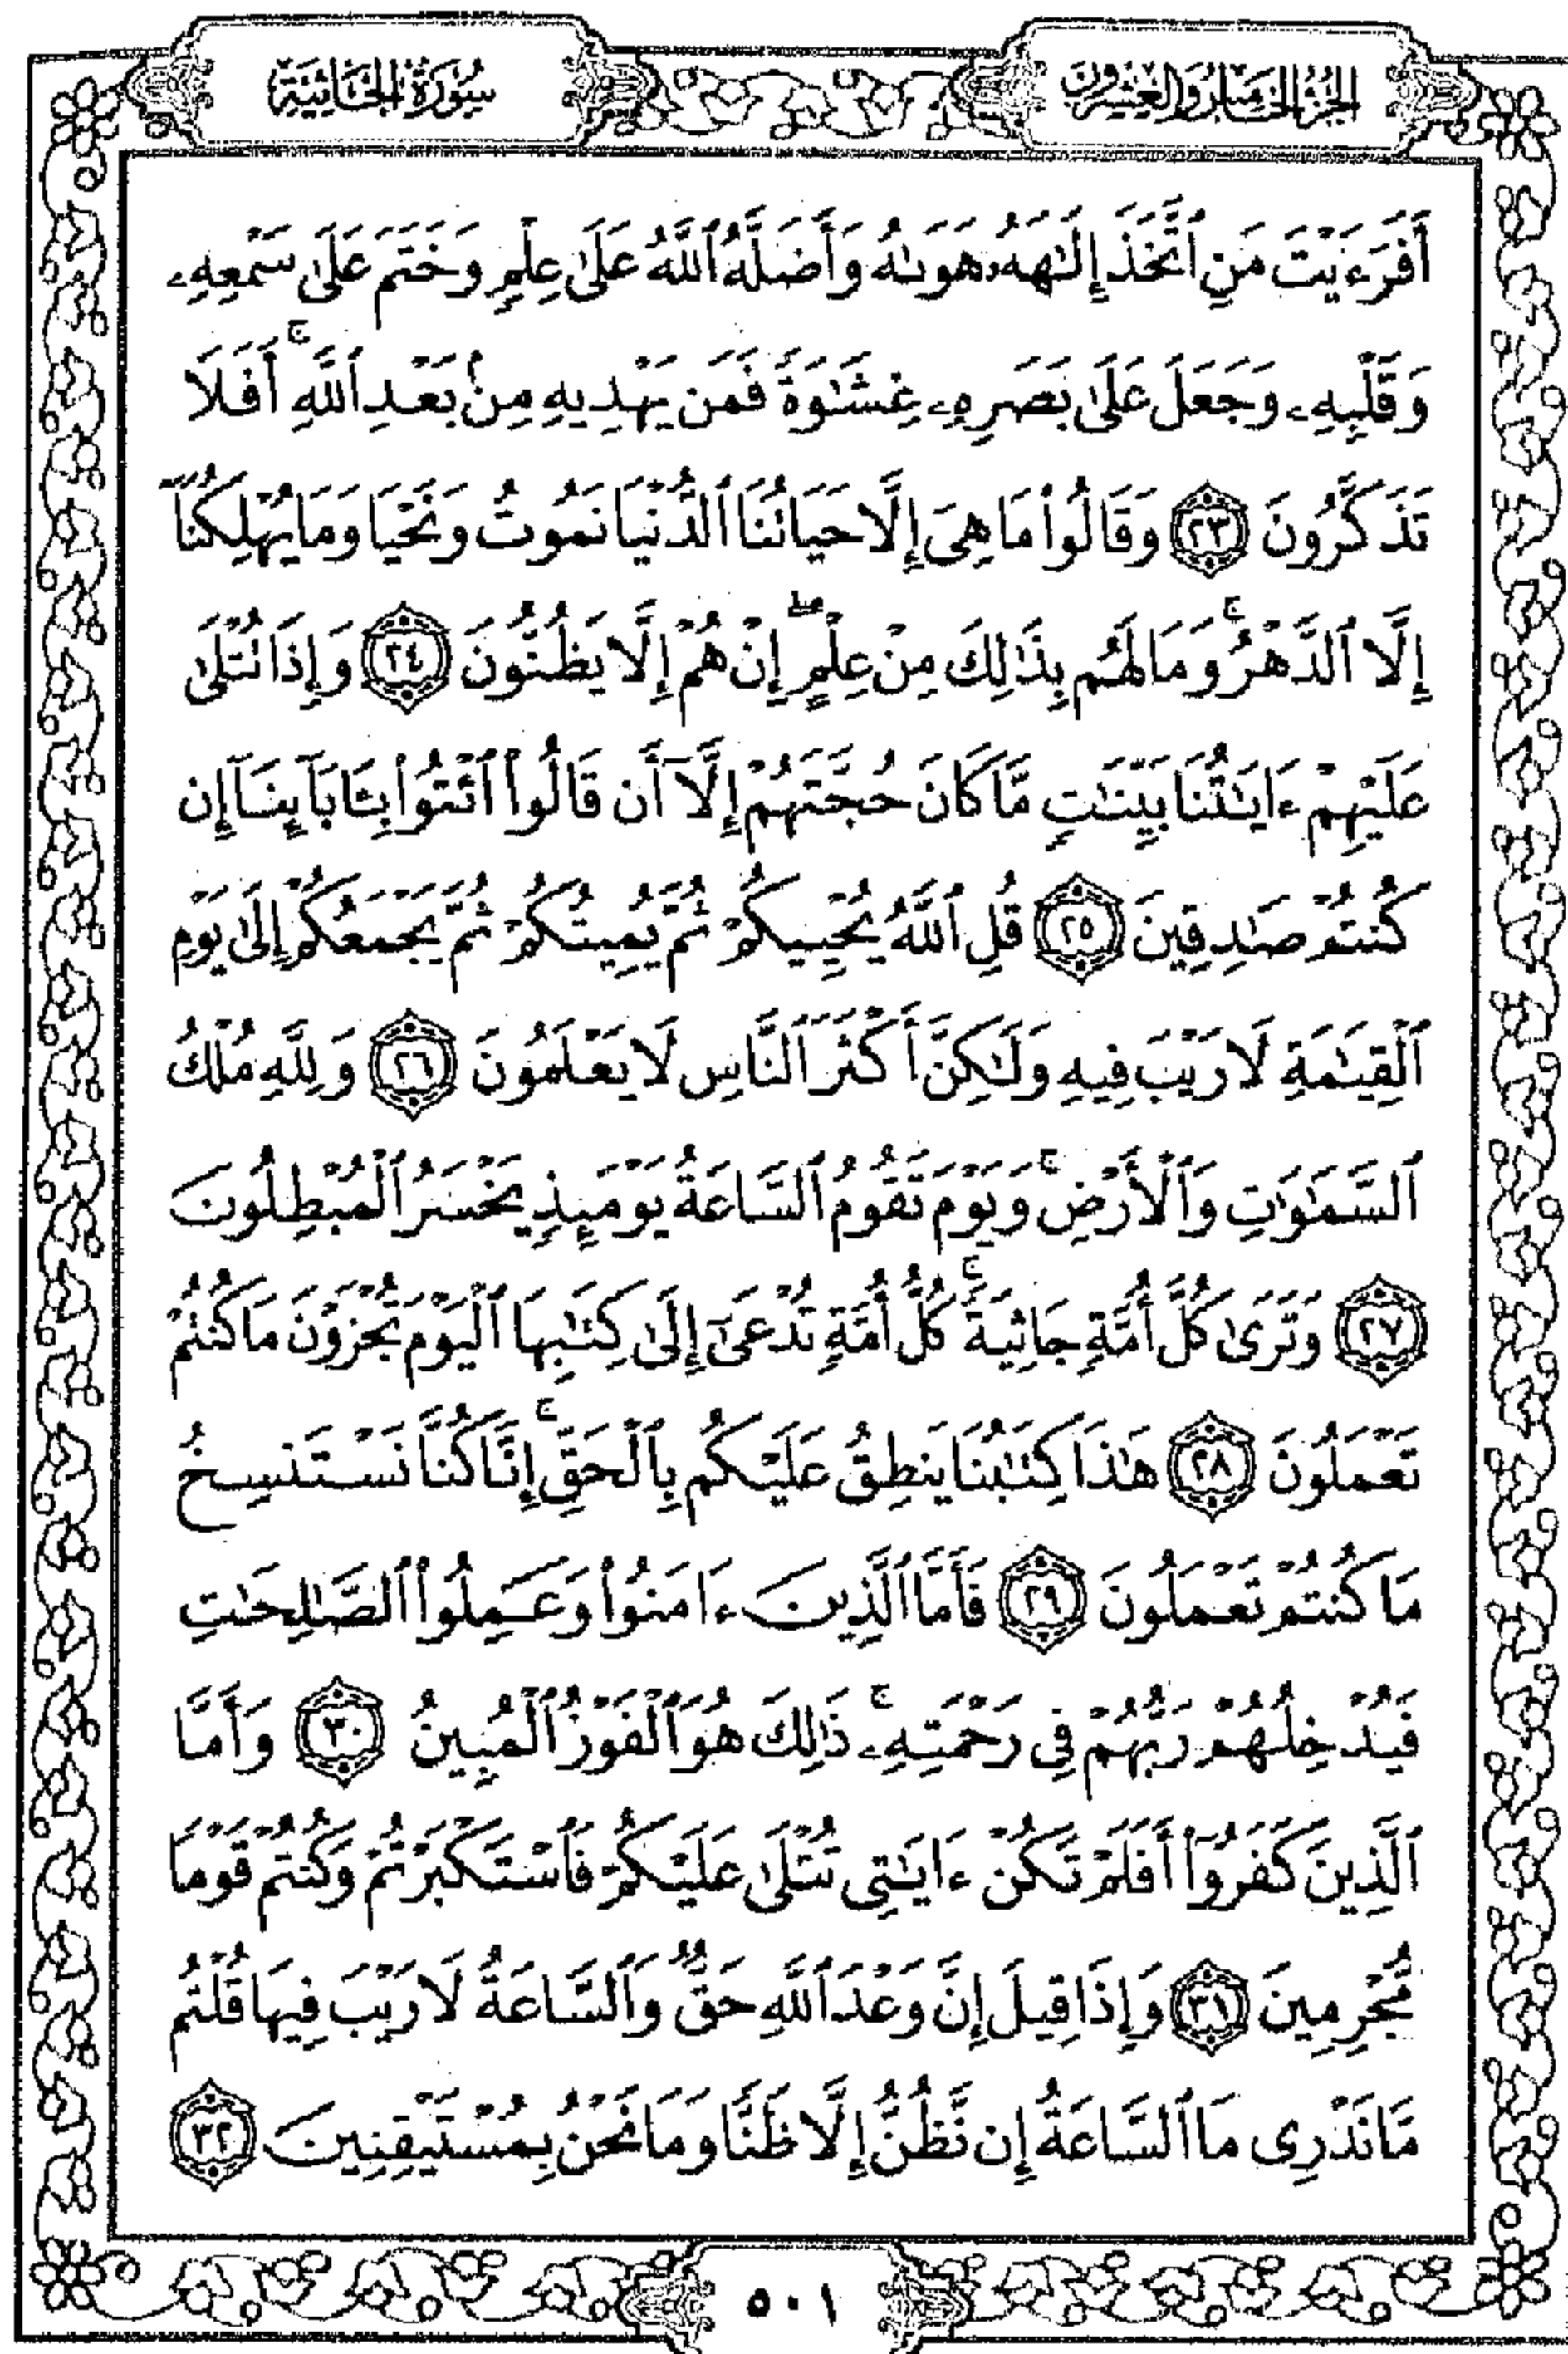 الجزء الخامس والعشرون
سورة الجاثية
أَفَرَءَيْتَ مَنِ ٱتَّخَذَ إِلَٰهَهُۥ هَوَىٰهُ وَأَضَلَّهُ ٱللَّهُ عَلَىٰ عِلْمٍ وَخَتَمَ عَلَىٰ سَمْعِهِۦ
وَقَلْبِهِۦ وَجَعَلَ عَلَىٰ بَصَرِهِۦ غِشَٰوَةً فَمَن يَهْدِيهِ مِنۢ بَعْدِ ٱللَّهِ ۚ أَفَلَا
تَذَكَّرُونَ ٢٣ وَقَالُوا۟ مَا هِىَ إِلَّا حَيَاتُنَا ٱلدُّنْيَا نَمُوتُ وَنَحْيَا وَمَا يُهْلِكُنَآ
إِلَّا ٱلدَّهْرُ ۚ وَمَا لَهُم بِذَٰلِكَ مِنْ عِلْمٍ ۖ إِنْ هُمْ إِلَّا يَظُنُّونَ ٢٤ وَإِذَا تُتْلَىٰ
عَلَيْهِمْ ءَايَٰتُنَا بَيِّنَٰتٍ مَّا كَانَ حُجَّتَهُمْ إِلَّآ أَن قَالُوا۟ ٱئْتُوا۟ بِـَٔابَآئِنَآ إِن
كُنتُمْ صَٰدِقِينَ ٢٥ قُلِ ٱللَّهُ يُحْيِيكُمْ ثُمَّ يُمِيتُكُمْ ثُمَّ يَجْمَعُكُمْ إِلَىٰ يَوْمِ
ٱلْقِيَٰمَةِ لَا رَيْبَ فِيهِ وَلَٰكِنَّ أَكْثَرَ ٱلنَّاسِ لَا يَعْلَمُونَ ٢٦ وَلِلَّهِ مُلْكُ
ٱلسَّمَٰوَٰتِ وَٱلْأَرْضِ ۚ وَيَوْمَ تَقُومُ ٱلسَّاعَةُ يَوْمَئِذٍ يَخْسَرُ ٱلْمُبْطِلُونَ
٢٧ وَتَرَىٰ كُلَّ أُمَّةٍ جَاثِيَةً ۚ كُلُّ أُمَّةٍ تُدْعَىٰٓ إِلَىٰ كِتَٰبِهَا ٱلْيَوْمَ تُجْزَوْنَ مَا كُنتُمْ
تَعْمَلُونَ ٢٨ هَٰذَا كِتَٰبُنَا يَنطِقُ عَلَيْكُم بِٱلْحَقِّ ۚ إِنَّا كُنَّا نَسْتَنسِخُ
مَا كُنتُمْ تَعْمَلُونَ ٢٩ فَأَمَّا ٱلَّذِينَ ءَامَنُوا۟ وَعَمِلُوا۟ ٱلصَّٰلِحَٰتِ
فَيُدْخِلُهُمْ رَبُّهُمْ فِى رَحْمَتِهِۦ ۚ ذَٰلِكَ هُوَ ٱلْفَوْزُ ٱلْمُبِينُ ٣٠ وَأَمَّا
ٱلَّذِينَ كَفَرُوٓا۟ أَفَلَمْ تَكُنْ ءَايَٰتِى تُتْلَىٰ عَلَيْكُمْ فَٱسْتَكْبَرْتُمْ وَكُنتُمْ قَوْمًا
مُّجْرِمِينَ ٣١ وَإِذَا قِيلَ إِنَّ وَعْدَ ٱللَّهِ حَقٌّ وَٱلسَّاعَةُ لَا رَيْبَ فِيهَا قُلْتُم
مَّا نَدْرِى مَا ٱلسَّاعَةُ إِن نَّظُنُّ إِلَّا ظَنًّا وَمَا نَحْنُ بِمُسْتَيْقِنِينَ ٣٢
٥٠١